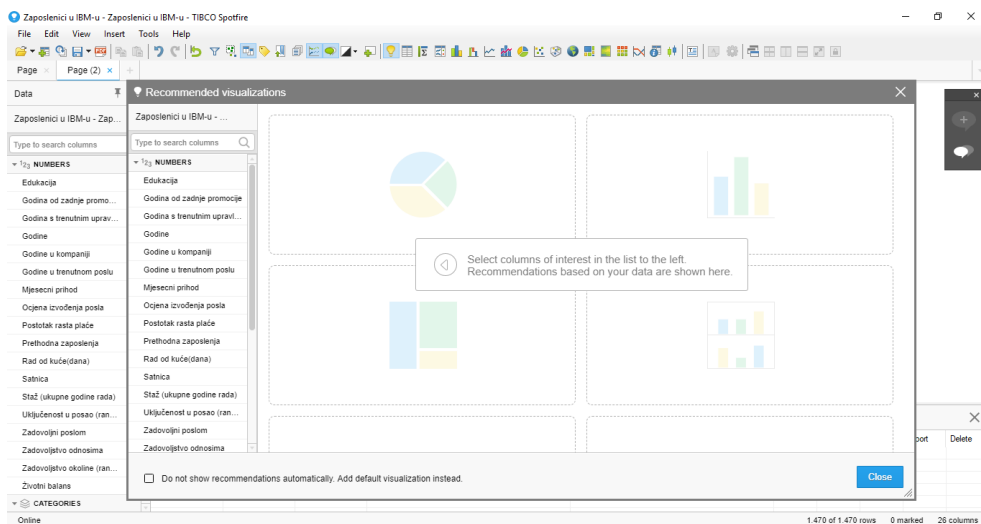 Zaposlenici u IBM-u - Zaposlenici u IBM-u - TIBCO Spotfire
File Edit View Insert Tools Help
Page Page (2)
Data
Zaposlenici u IBM-u - Zap...
Type to search columns
123 NUMBERS
Edukacija
Godina od zadnje promo...
Godina s trenutnim uprav...
Godine
Godine u kompaniji
Godine u trenutnom poslu
Mjesecni prihod
Ocjena izvođenja posla
Postotak rasta plaće
Prethodna zaposlenja
Rad od kuće(dana)
Satnica
Staž (ukupne godine rada)
Uključenost u posao (ran...
Zadovoljni poslom
Zadovoljstvo odnosima
Zadovoljstvo okoline (ran...
Životni balans
CATEGORIES
Recommended visualizations
Zaposlenici u IBM-u - ...
Type to search columns
123 NUMBERS
Edukacija
Godina od zadnje promocije
Godina s trenutnim upravl...
Godine
Godine u kompaniji
Godine u trenutnom poslu
Mjesecni prihod
Ocjena izvođenja posla
Postotak rasta plaće
Prethodna zaposlenja
Rad od kuće(dana)
Satnica
Staž (ukupne godine rada)
Uključenost u posao (ran...
Zadovoljni poslom
Zadovoljstvo odnosima
Select columns of interest in the list to the left.
Recommendations based on your data are shown here.
Do not show recommendations automatically. Add default visualization instead.
Close
port Delete
Online 1.470 of 1.470 rows 0 marked 26 columns